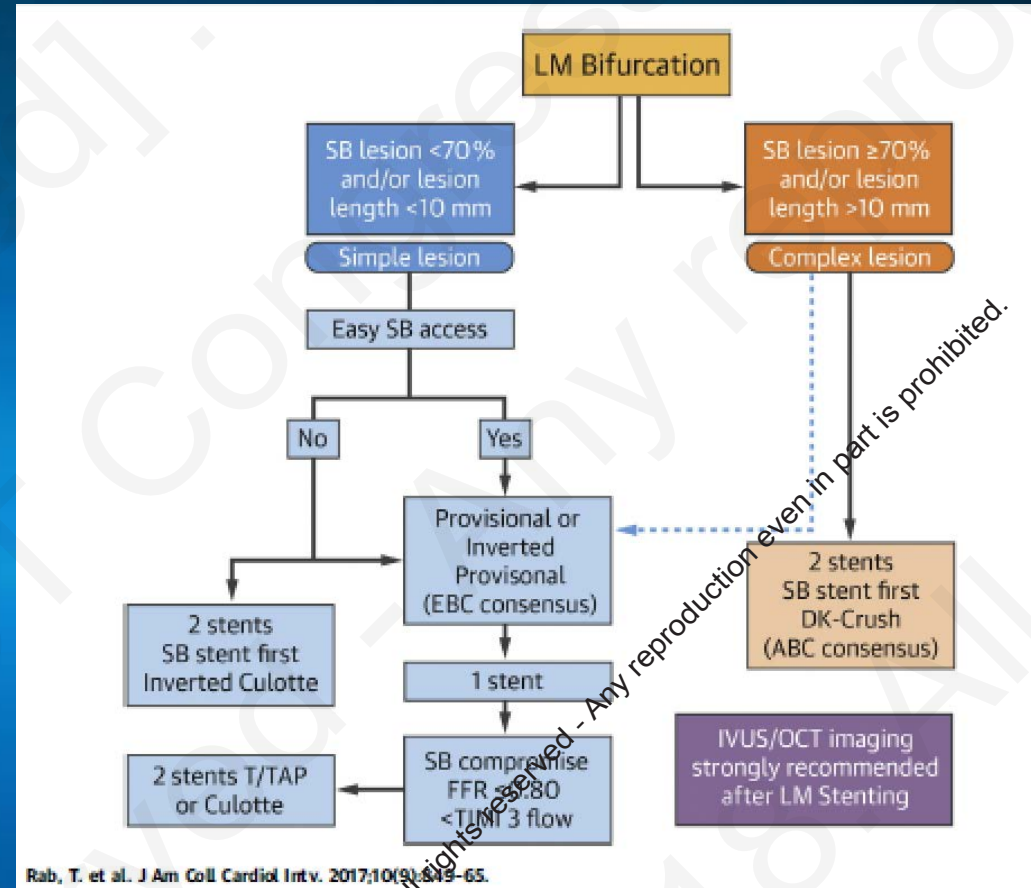 LM Bifurcation
SB lesion <70%
and/or lesion
length <10 mm
SB lesion ≥70%
and/or lesion
length >10 mm
Simple lesion
Complex lesion
Easy SB access
No
Yes
Provisional or
Inverted
Provisonal
(EBC consensus)
2 stents
SB stent first
Inverted Culotte
2 stents
SB stent first
DK-Crush
(ABC consensus)
1 stent
SB compromise
FFR ≤0.80
<TIMI 3 flow
2 stents T/TAP
or Culotte
IVUS/OCT imaging
strongly recommended
after LM Stenting
Rab, T. et al. J Am Coll Cardiol Intv. 2017;10(9):849-65.
All rights reserved - Any reproduction even in part is prohibited.